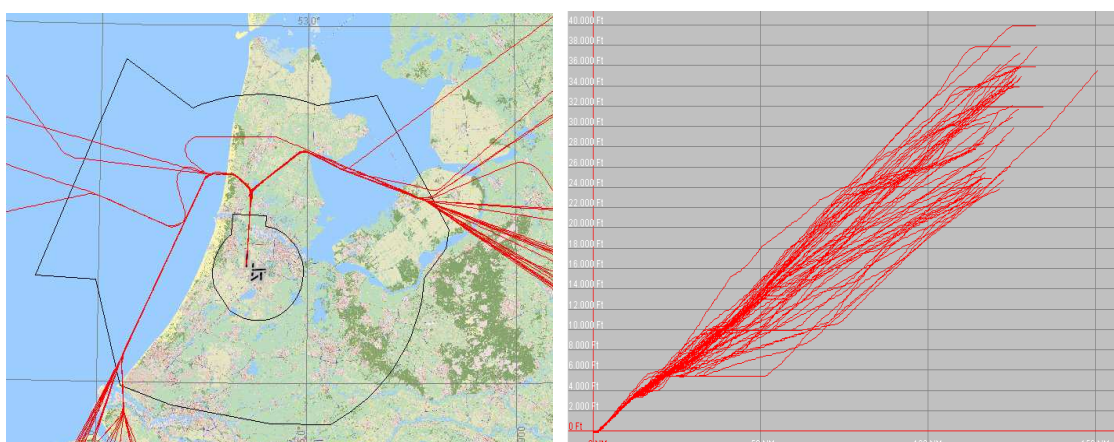 53.0°
40.000 Ft
38.000 Ft
36.000 Ft
34.000 Ft
32.000 Ft
30.000 Ft
28.000 Ft
26.000 Ft
24.000 Ft
22.000 Ft
20.000 Ft
18.000 Ft
16.000 Ft
14.000 Ft
12.000 Ft
10.000 Ft
8.000 Ft
6.000 Ft
4.000 Ft
2.000 Ft
0 Ft